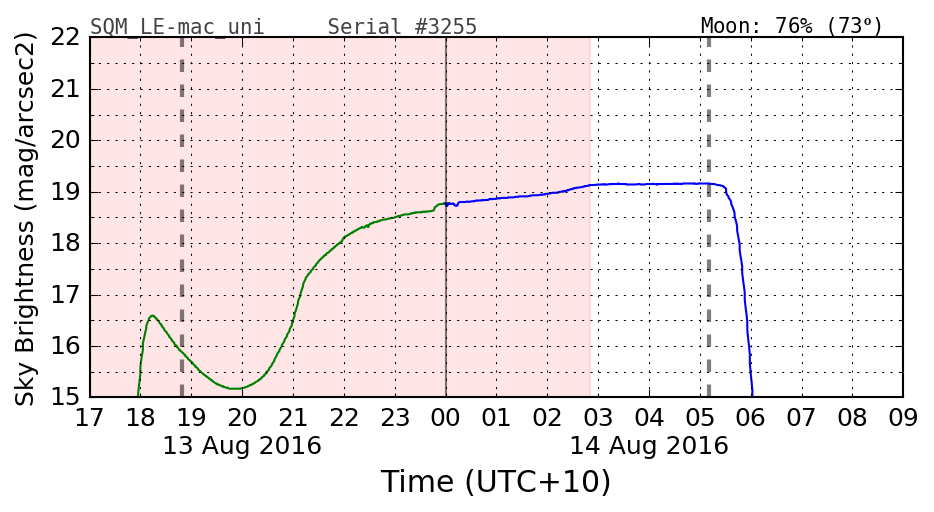 SQM_LE-mac_uni Serial #3255 Moon: 76% (73°)
Sky Brightness (mag/arcsec2)
22
21
20
19
18
17
16
15
17 18 19 20 21 22 23 00 01 02 03 04 05 06 07 08 09
13 Aug 2016 14 Aug 2016
Time (UTC+10)